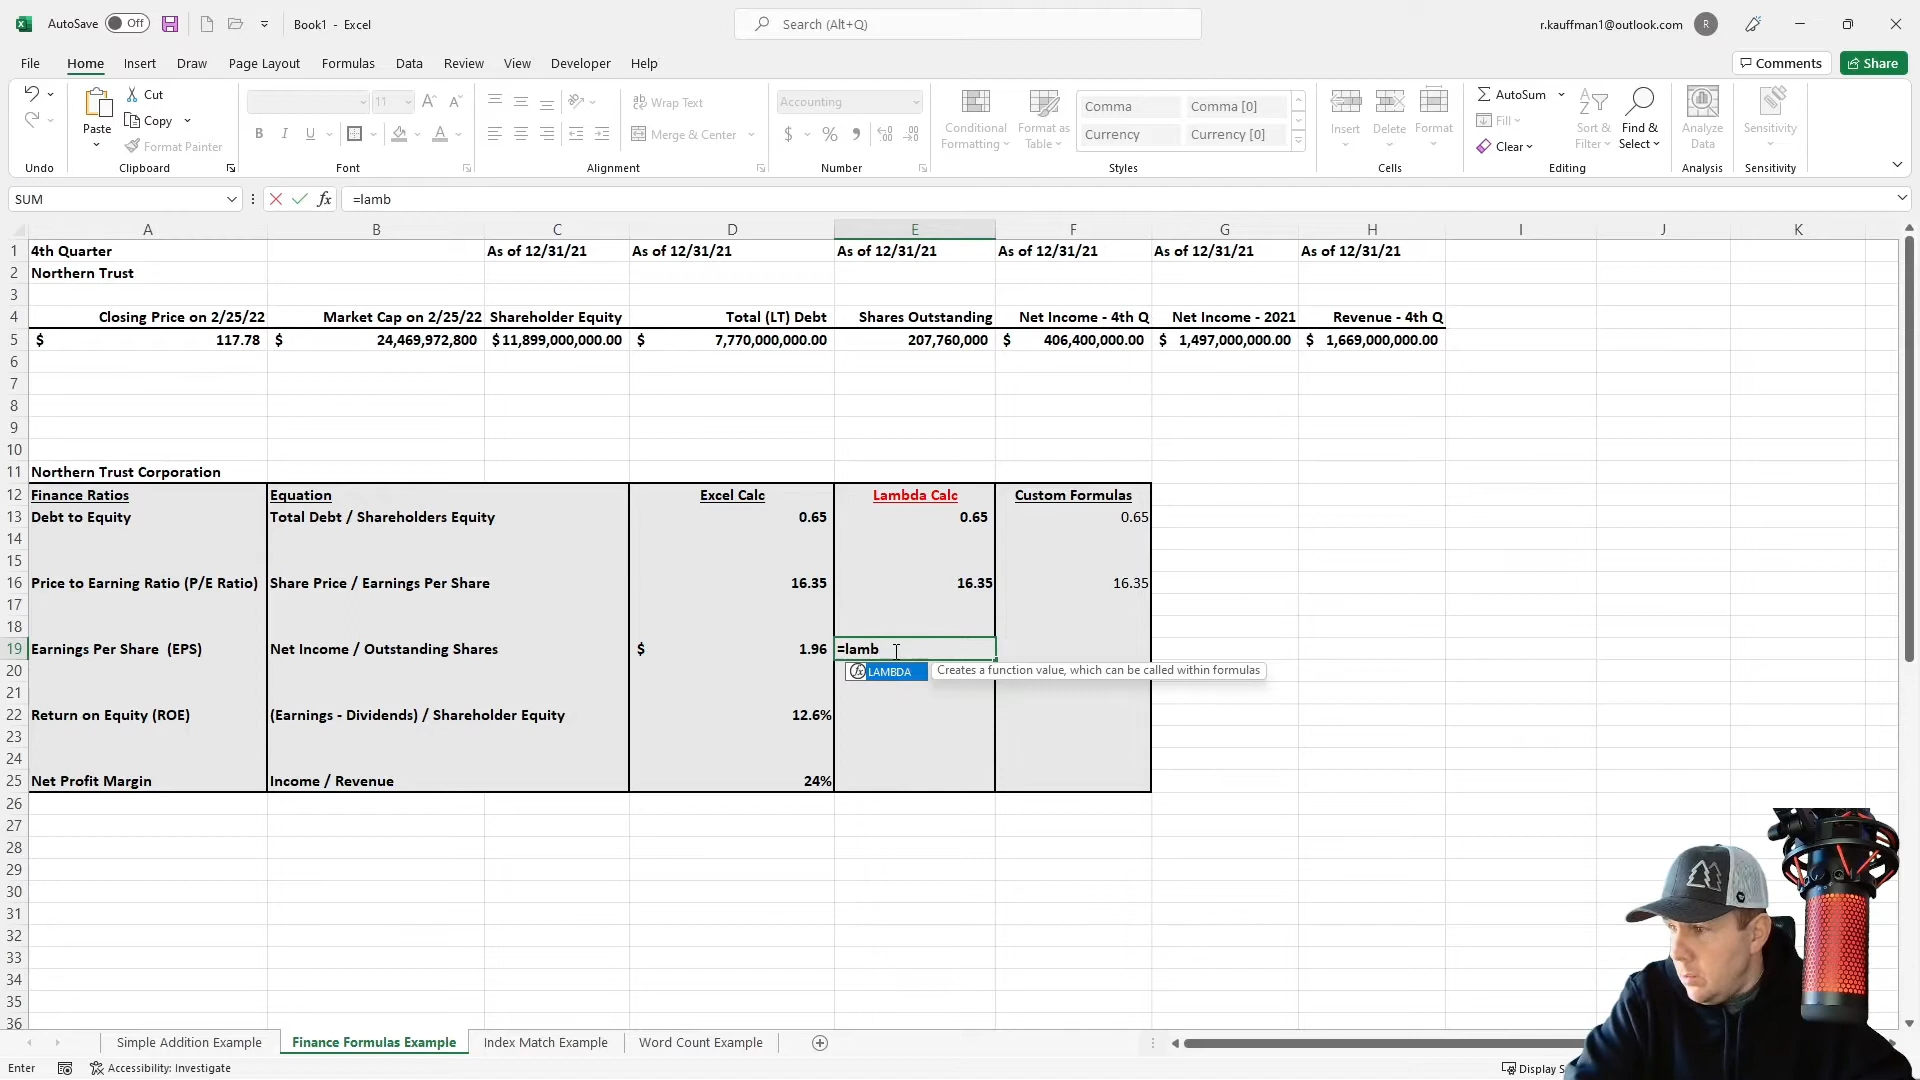 AutoSave Off Book1 - Excel Search (Alt+Q) r.kauffman1@outlook.com R
File Home Insert Draw Page Layout Formulas Data Review View Developer Help Comments Share
Cut 11 Wrap Text Accounting Comma Comma [0] AutoSum
Paste Copy B I U Merge & Center $ % Conditional Formatting Format as Table Currency Currency [0] Insert Delete Format Fill Sort & Filter Find & Select Analyze Data Sensitivity
Format Painter Clear
Undo Clipboard Font Alignment Number Styles Cells Editing Analysis Sensitivity
SUM fx =lamb
A B C D E F G H I J K
1 4th Quarter As of 12/31/21 As of 12/31/21 As of 12/31/21 As of 12/31/21 As of 12/31/21 As of 12/31/21
2 Northern Trust
3
4 Closing Price on 2/25/22 Market Cap on 2/25/22 Shareholder Equity Total (LT) Debt Shares Outstanding Net Income - 4th Q Net Income - 2021 Revenue - 4th Q
5 $ 117.78 $ 24,469,972,800 $11,899,000,000.00 $ 7,770,000,000.00 207,760,000 $ 406,400,000.00 $ 1,497,000,000.00 $ 1,669,000,000.00
6
7
8
9
10
11 Northern Trust Corporation
12 Finance Ratios Equation Excel Calc Lambda Calc Custom Formulas
13 Debt to Equity Total Debt / Shareholders Equity 0.65 0.65 0.65
14
15
16 Price to Earning Ratio (P/E Ratio) Share Price / Earnings Per Share 16.35 16.35 16.35
17
18
19 Earnings Per Share (EPS) Net Income / Outstanding Shares $ 1.96 =lamb
20 LAMBDA Creates a function value, which can be called within formulas
21
22 Return on Equity (ROE) (Earnings - Dividends) / Shareholder Equity 12.6%
23
24
25 Net Profit Margin Income / Revenue 24%
26
27
28
29
30
31
32
33
34
35
36
Simple Addition Example Finance Formulas Example Index Match Example Word Count Example
Enter Accessibility: Investigate Display S